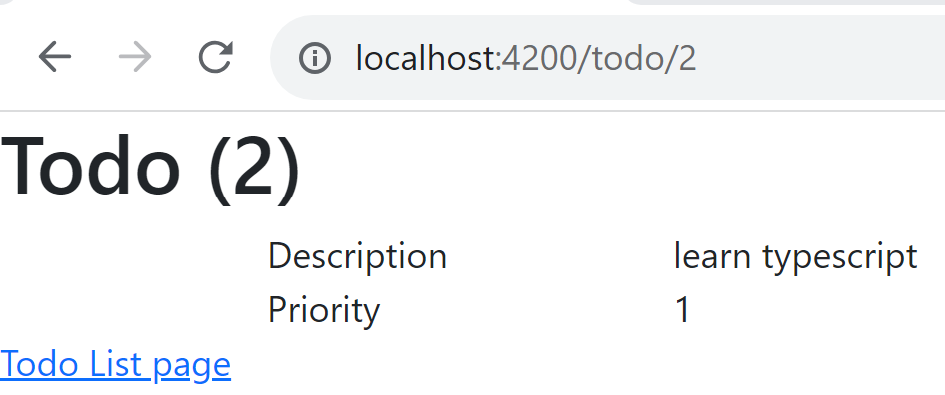 localhost:4200/todo/2
Todo (2)
Description learn typescript
Priority 1
Todo List page